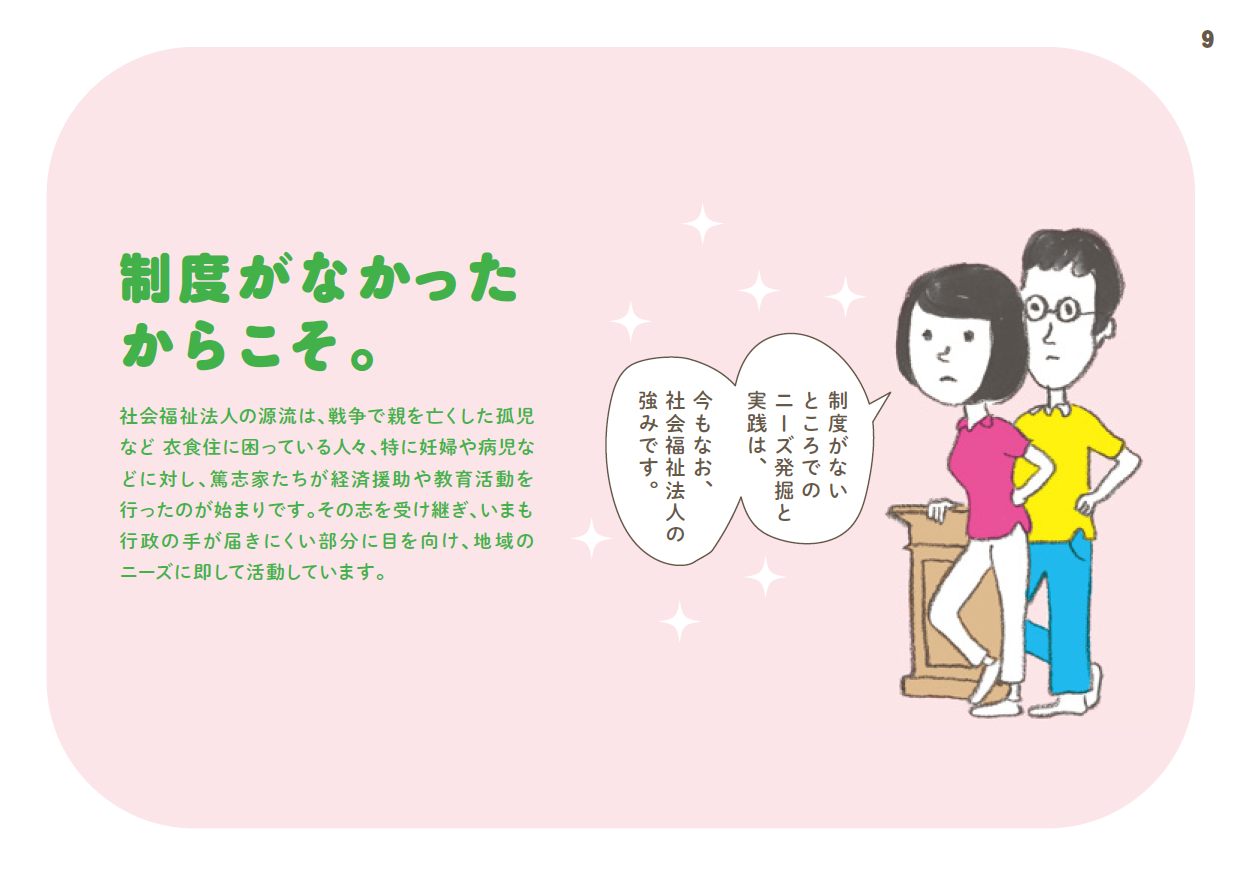 9
制度がなかった
からこそ。
社会福祉法人の源流は、戦争で親を亡くした孤児
など 衣食住に困っている人々、特に妊婦や病児な
どに対し、篤志家たちが経済援助や教育活動を
行ったのが始まりです。その志を受け継ぎ、いまも
行政の手が届きにくい部分に目を向け、地域の
ニーズに即して活動しています。
制度がない
ところでの
ニーズ発掘と
実践は、
今もなお、
社会福祉法人の
強みです。